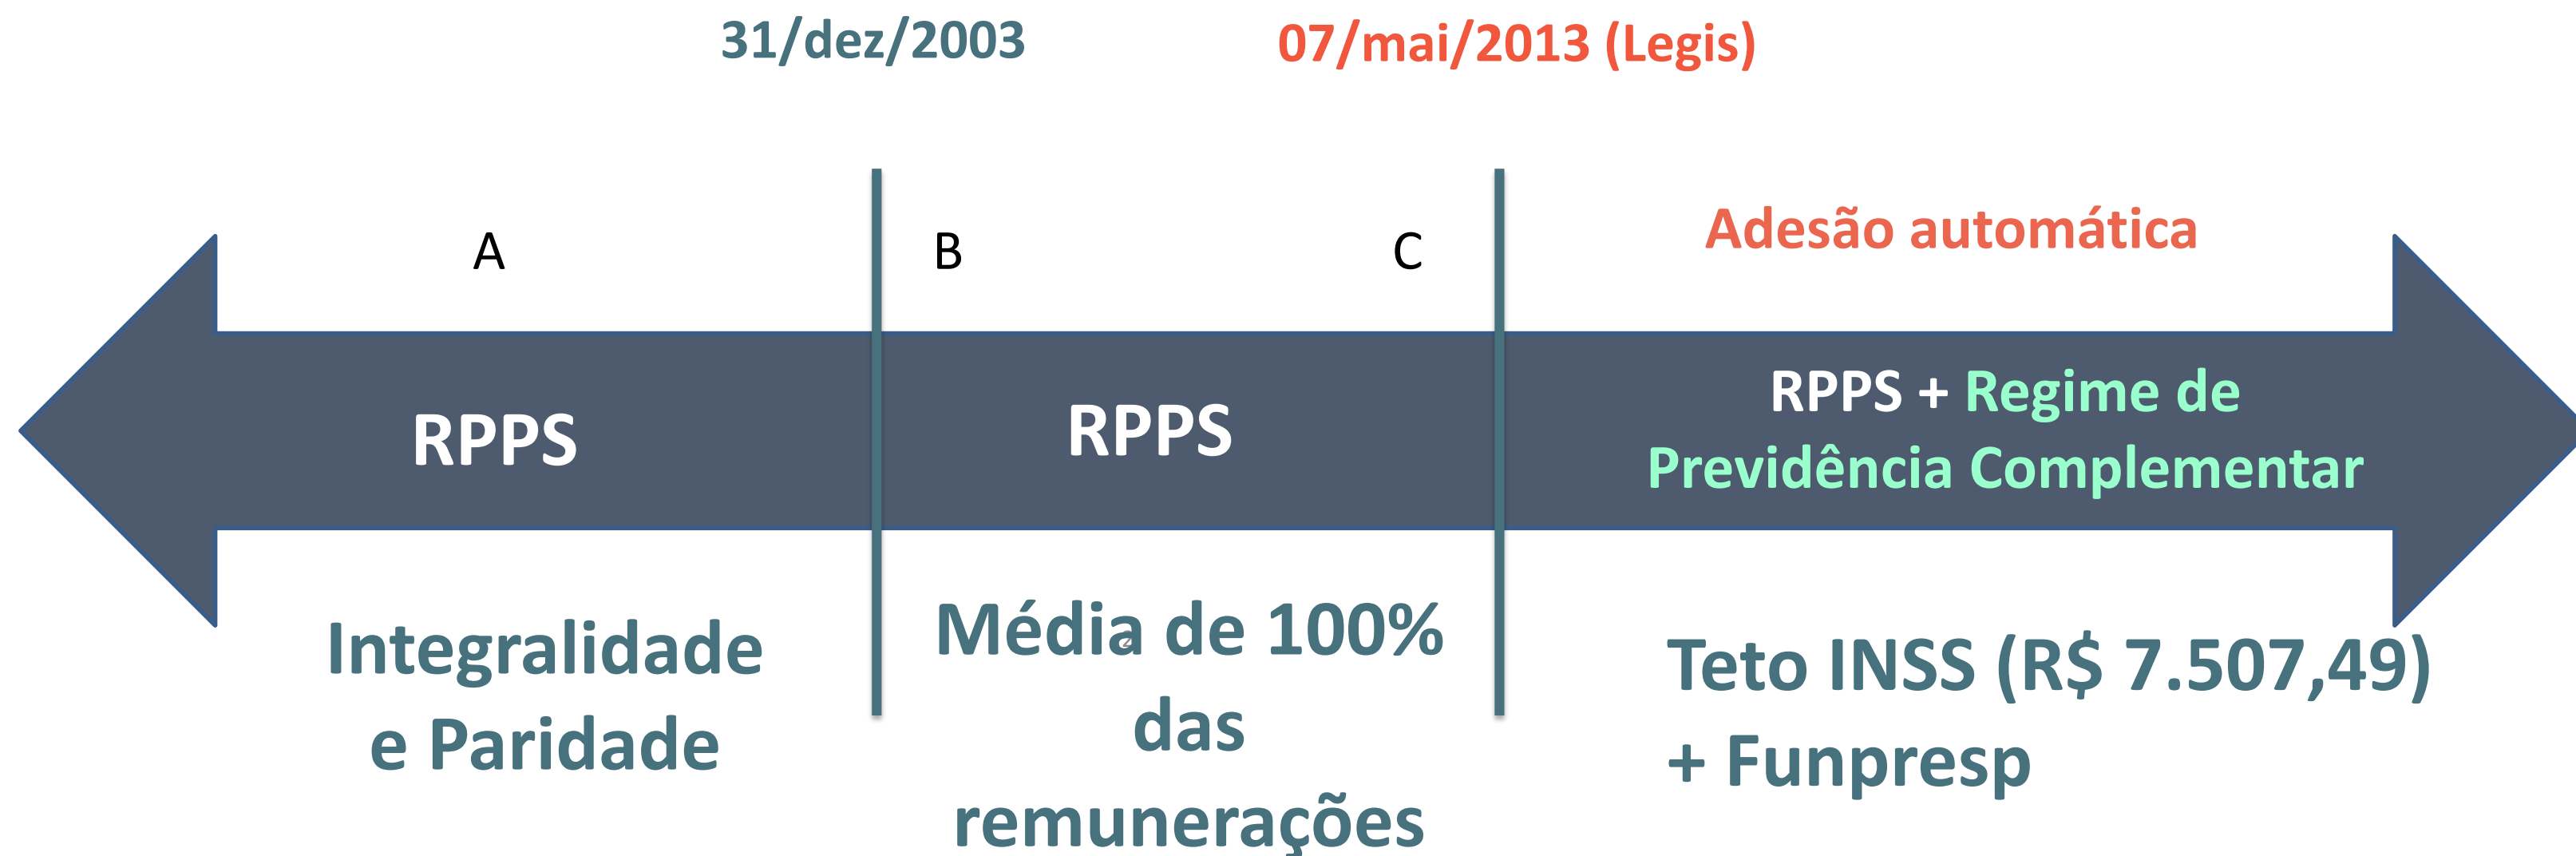 31/dez/2003
07/mai/2013 (Legis)
A
B
C
Adesão automática
RPPS
RPPS
RPPS + Regime de
Previdência Complementar
Integralidade
e Paridade
Média de 100%
das
remunerações
2
Teto INSS (R$ 7.507,49)
+ Funpresp